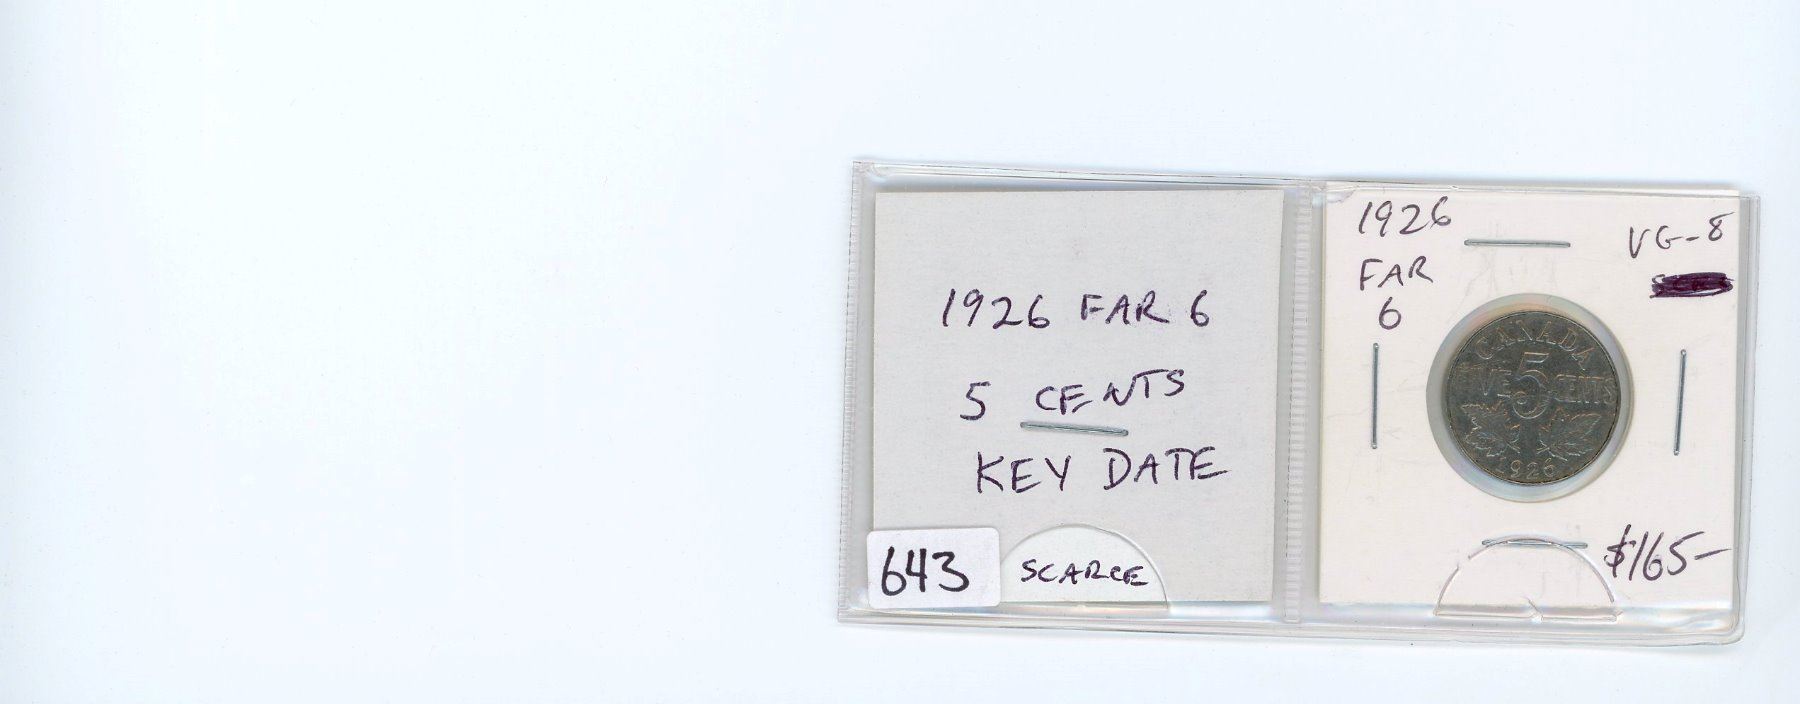 1926 FAR 6
5 CENTS
KEY DATE
643
SCARCE
1926
FAR
6
VG-8
CANADA
FIVE 5 CENTS
1926
$165-